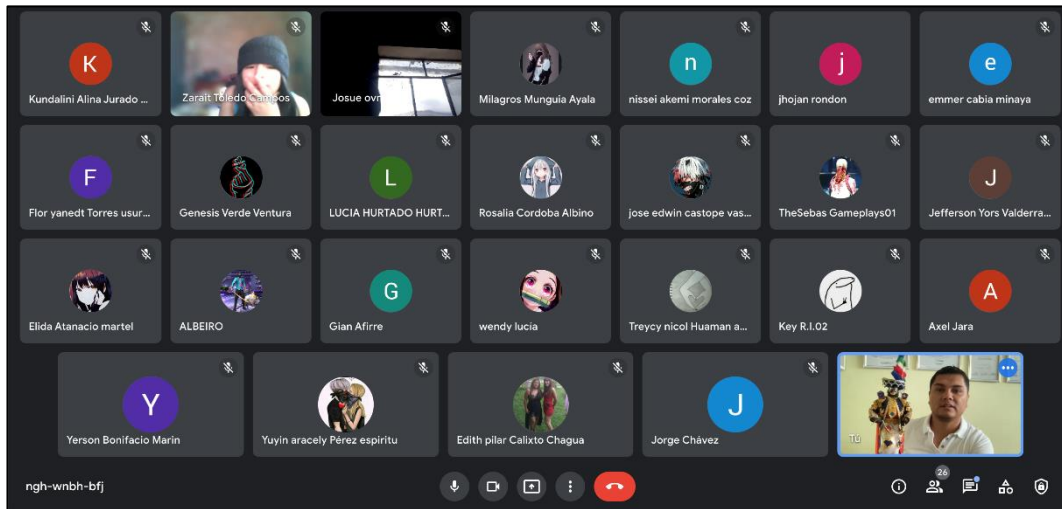 K
Kundalini Alina Jurado ...
Zarait Toledo Campos
Josue ovr
Milagros Munguia Ayala
n
nissei akemi morales coz
j
jhojan rondon
e
emmer cabia minaya
F
Flor yanedt Torres usur...
Genesis Verde Ventura
L
LUCIA HURTADO HURT...
Rosalia Cordoba Albino
jose edwin castope vas...
TheSebas Gameplays01
J
Jefferson Yors Valderra...
Elida Atanacio martel
ALBEIRO
G
Gian Afirre
wendy lucia
Treycy nicol Huaman a...
Key R.I.02
A
Axel Jara
Y
Yerson Bonifacio Marin
Yuyin aracely Pérez espiritu
Edith pilar Calixto Chagua
J
Jorge Chávez
Tú
ngh-wnbh-bfj
26